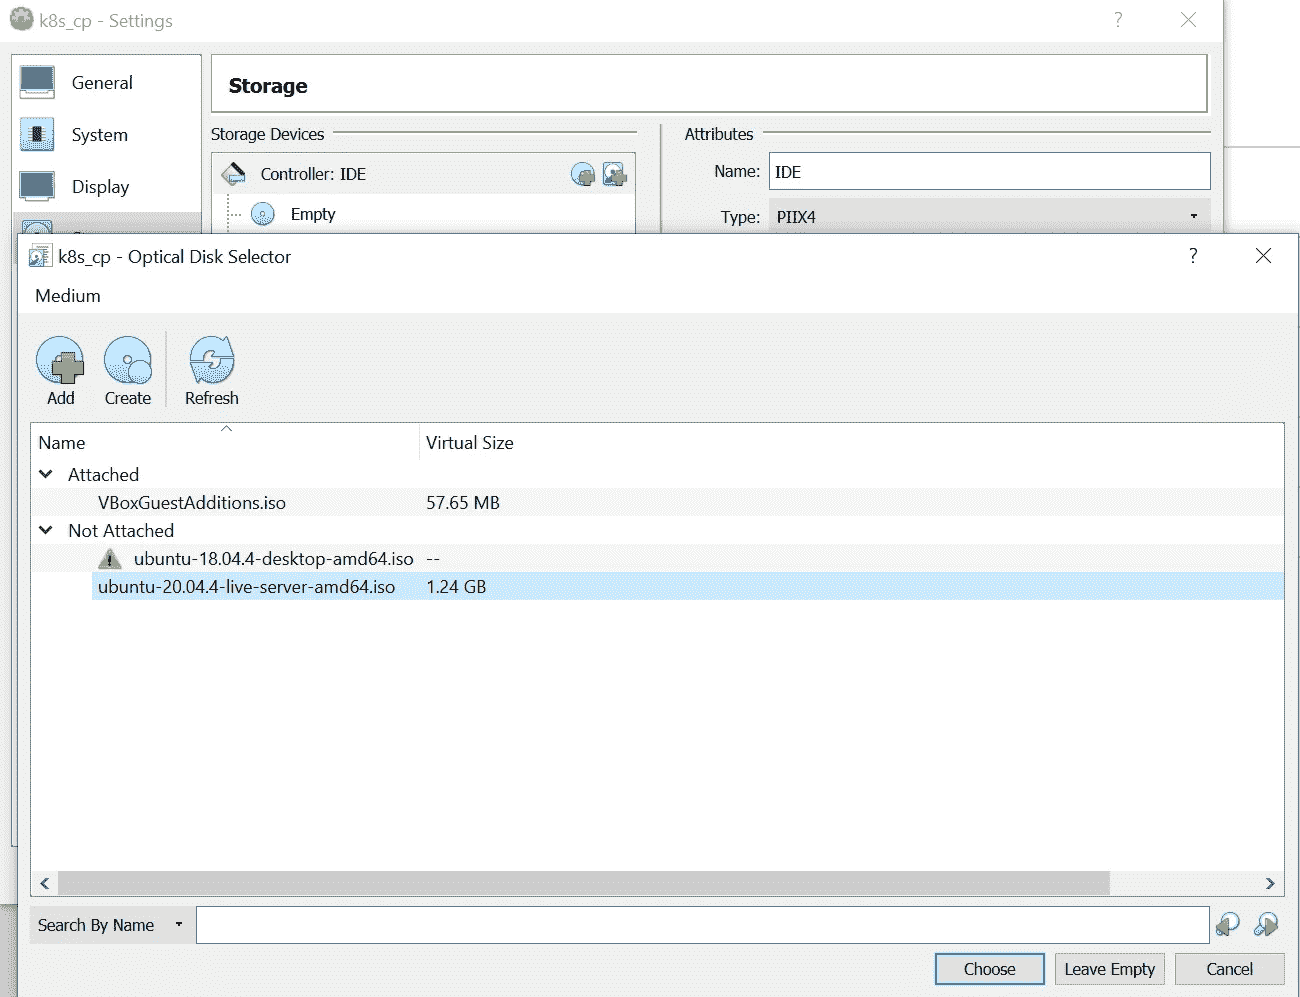 k8s_cp - Settings
?
General
System
Display
Storage
Storage Devices
Controller: IDE
Empty
Attributes
Name: IDE
Type: PIIX4
k8s_cp - Optical Disk Selector
?
Medium
Add
Create
Refresh
Name Virtual Size
Attached
VBoxGuestAdditions.iso 57.65 MB
Not Attached
ubuntu-18.04.4-desktop-amd64.iso --
ubuntu-20.04.4-live-server-amd64.iso 1.24 GB
Search By Name
Choose
Leave Empty
Cancel